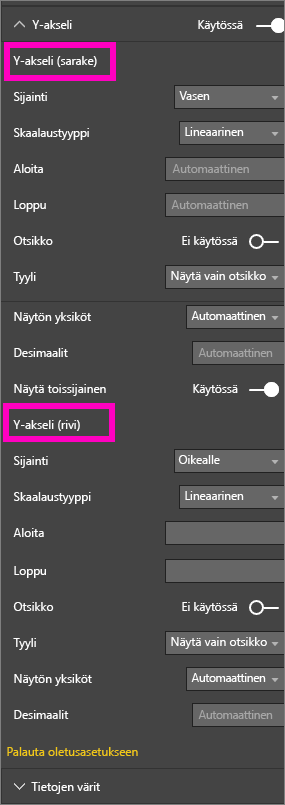 Y-akseli Käytössä
Y-akseli (sarake)
Sijainti Vasen
Skaalaustyyppi Lineaarinen
Aloita Automaattinen
Loppu Automaattinen
Otsikko Ei käytössä
Tyyli Näytä vain otsikko
Näytön yksiköt Automaattinen
Desimaalit Automaattinen
Näytä toissijainen Käytössä
Y-akseli (rivi)
Sijainti Oikealle
Skaalaustyyppi Lineaarinen
Aloita
Loppu
Otsikko Ei käytössä
Tyyli Näytä vain otsikko
Näytön yksiköt Automaattinen
Desimaalit Automaattinen
Palauta oletusasetukseen
Tietojen värit